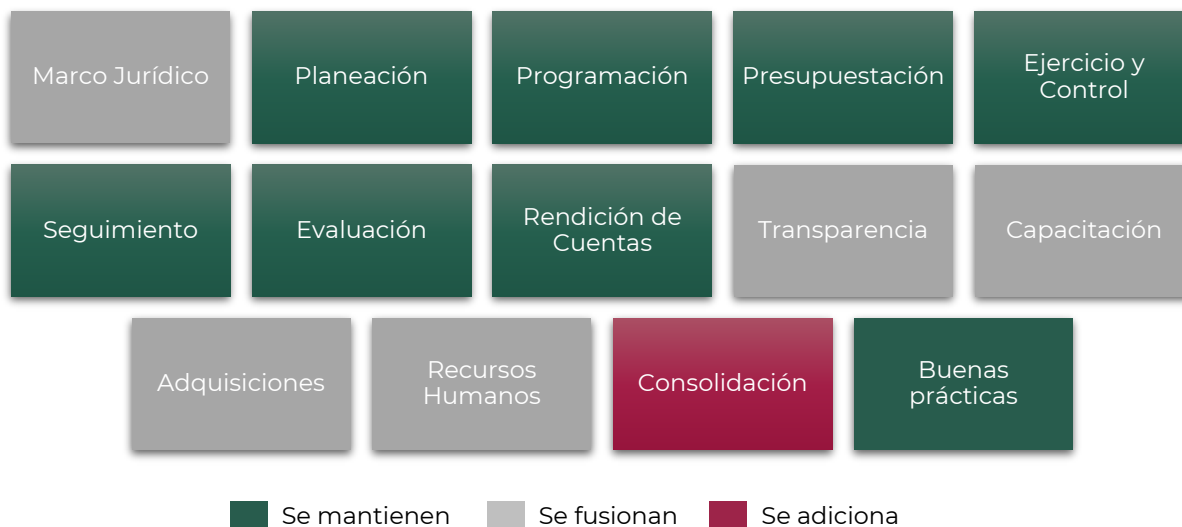 Marco Jurídico
Planeación
Programación
Presupuestación
Ejercicio y
Control
Seguimiento
Evaluación
Rendición de
Cuentas
Transparencia
Capacitación
Adquisiciones
Recursos
Humanos
Consolidación
Buenas
prácticas
Se mantienen
Se fusionan
Se adiciona